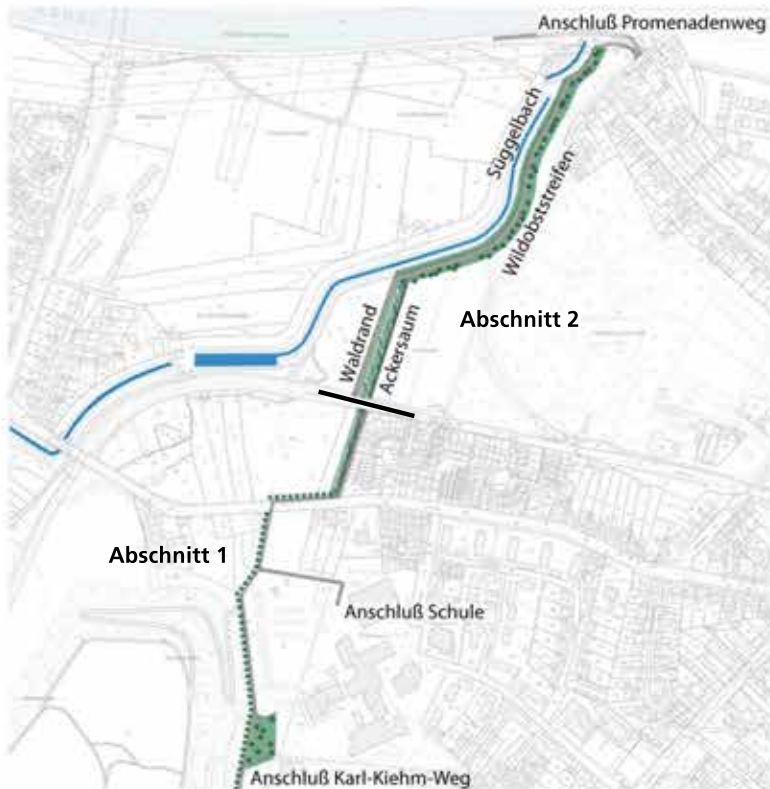 Anschluß Promenadenweg
Süggelbach
Wildobststreifen
Waldrand
Ackersaum
Abschnitt 2
Abschnitt 1
Anschluß Schule
Anschluß Karl-Kiehm-Weg